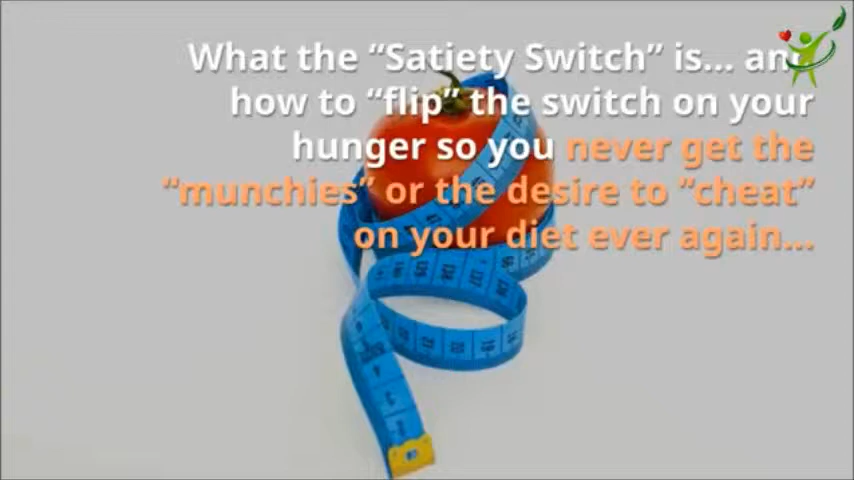 What the “Satiety Switch” is... and
how to “flip” the switch on your
hunger so you never get the
“munchies” or the desire to “cheat”
on your diet ever again...